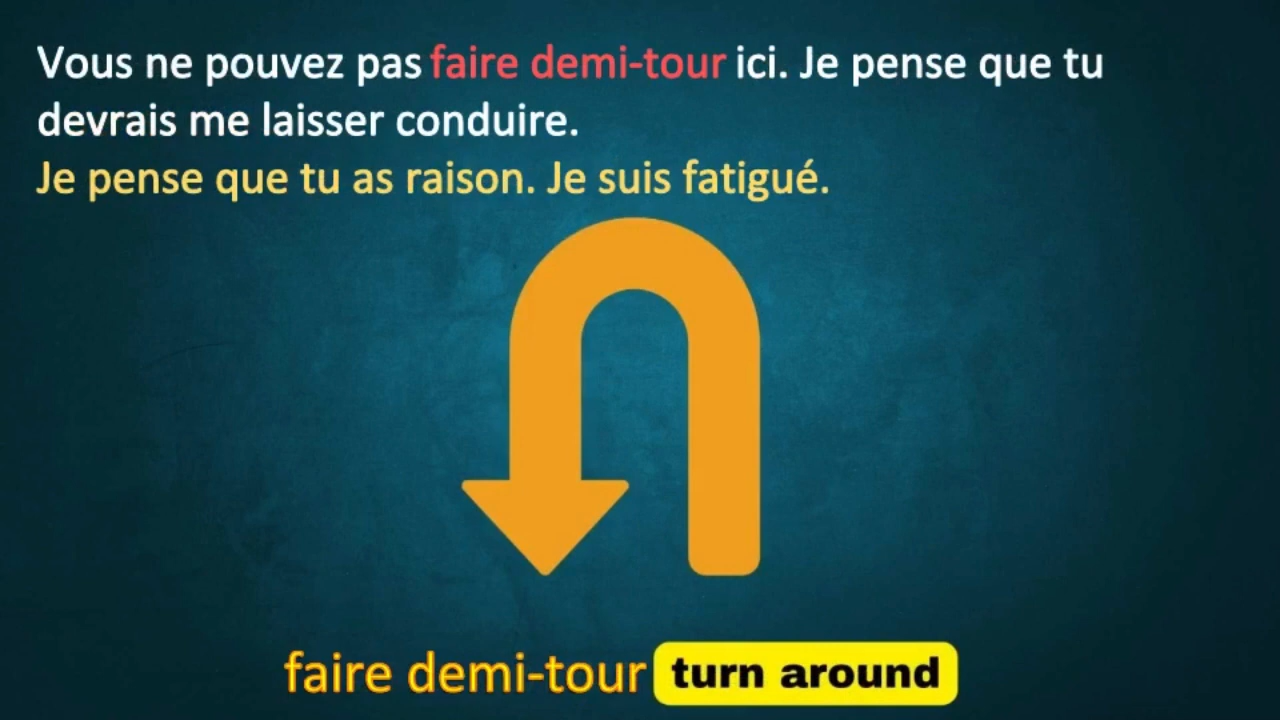 Vous ne pouvez pas faire demi-tour ici. Je pense que tu
devrais me laisser conduire.
Je pense que tu as raison. Je suis fatigué.
faire demi-tour turn around